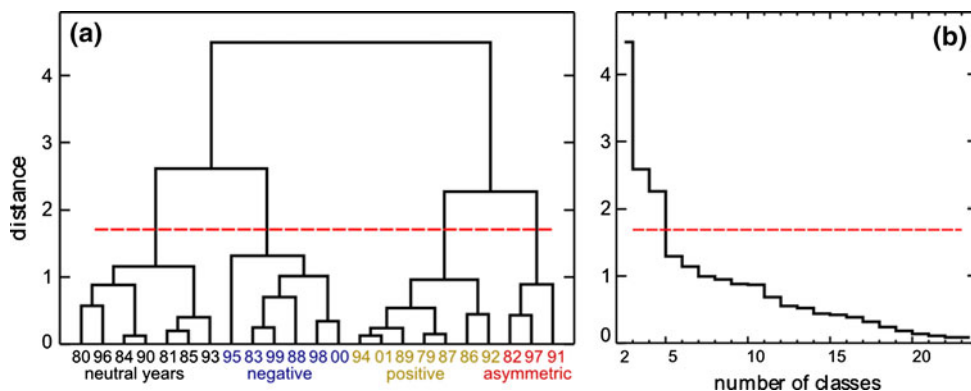 (a)
distance
4
3
2
1
0
80 96 84 90 81 85 93 95 83 99 88 98 00 94 01 89 79 87 86 92 82 97 91
neutral years negative positive asymmetric
(b)
4
3
2
1
0
2 5 10 15 20
number of classes